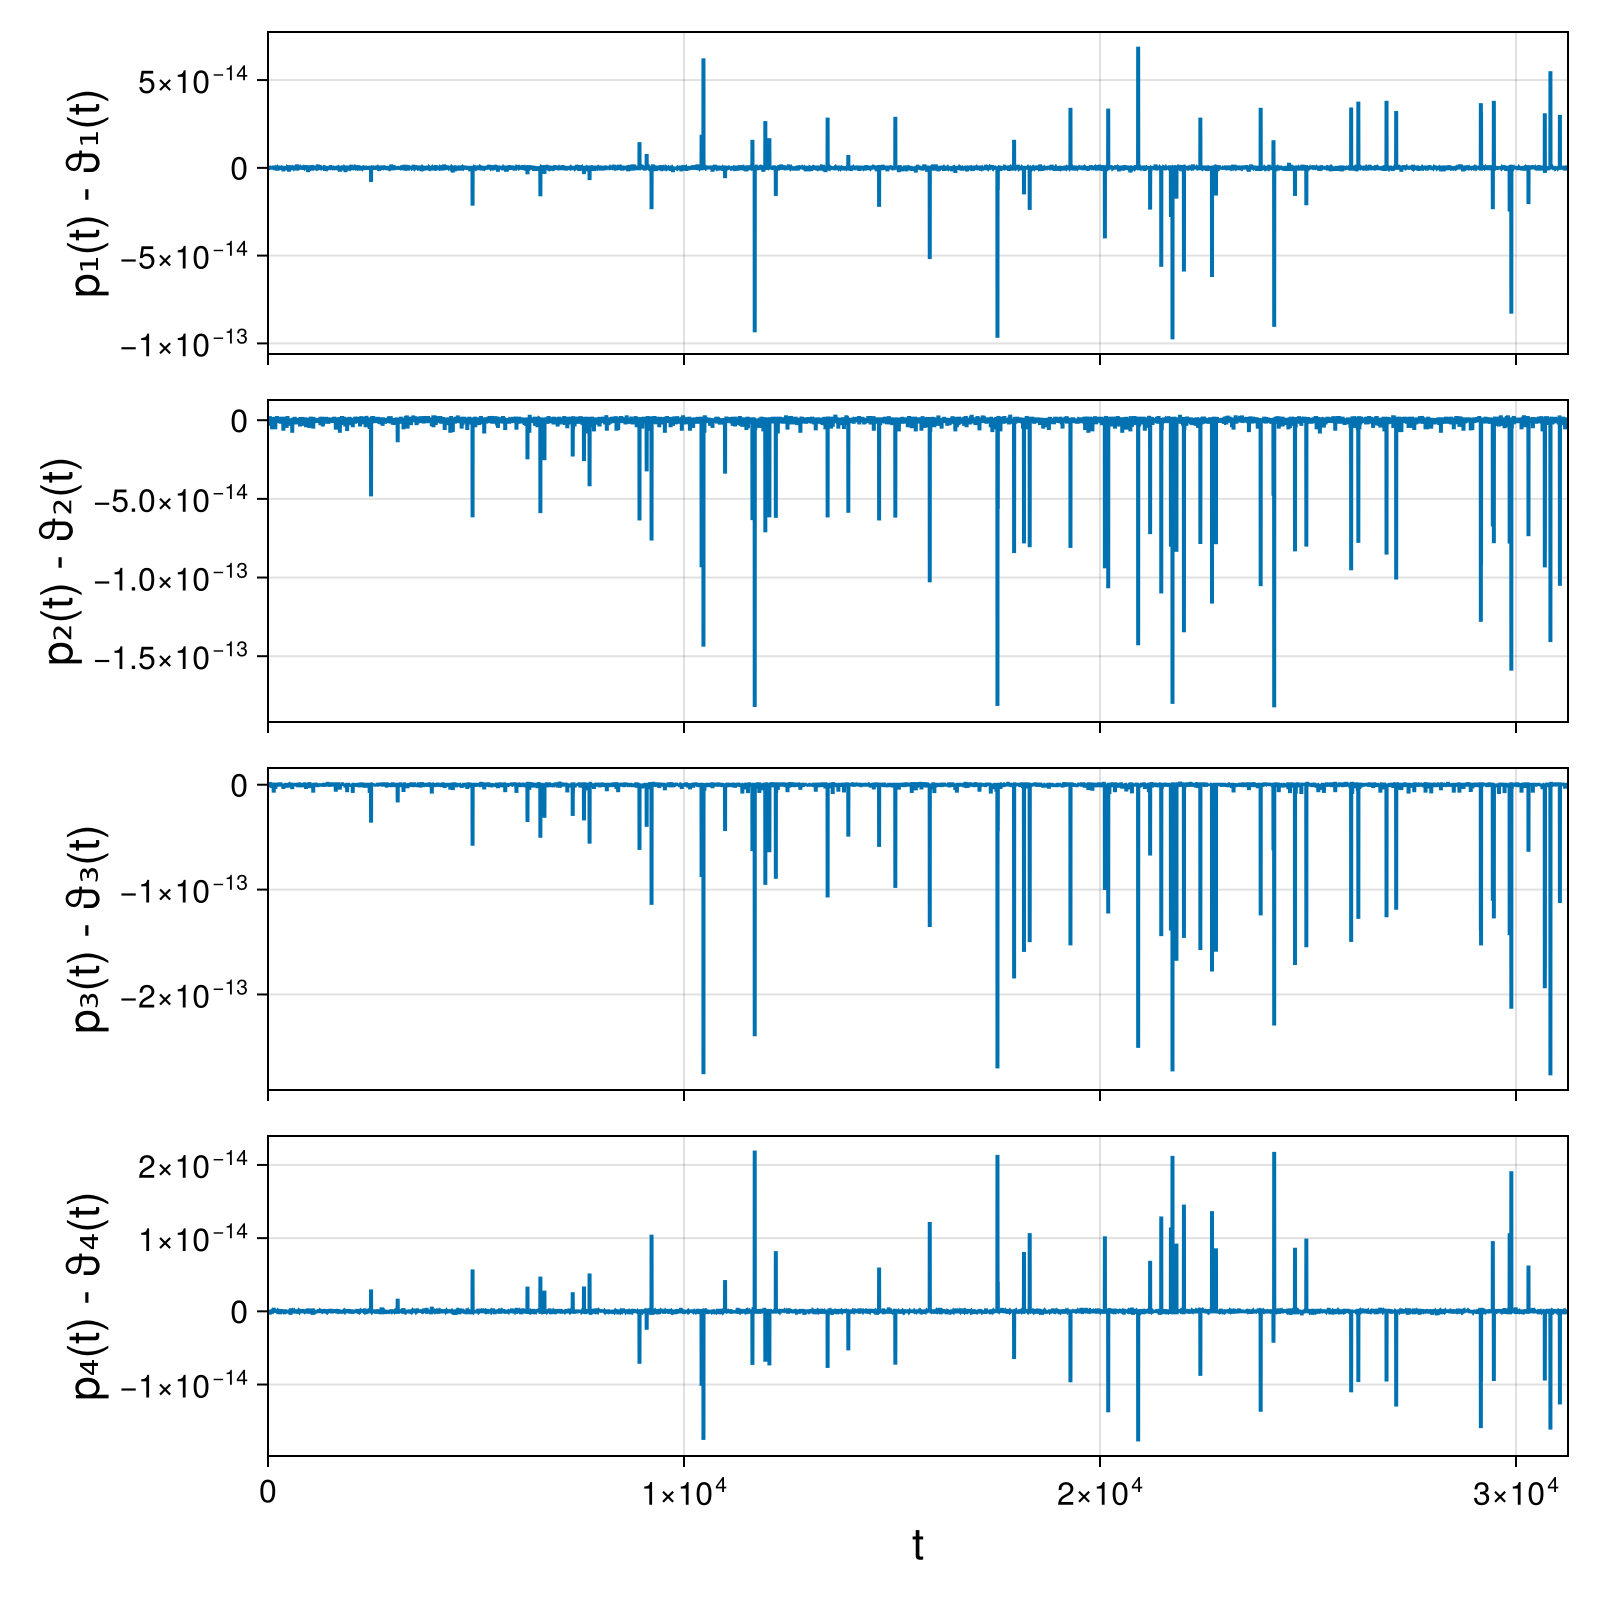 p₁(t) - ϑ₁(t)
5×10⁻¹⁴
0
−5×10⁻¹⁴
−1×10⁻¹³
p₂(t) - ϑ₂(t)
0
−5.0×10⁻¹⁴
−1.0×10⁻¹³
−1.5×10⁻¹³
p₃(t) - ϑ₃(t)
0
−1×10⁻¹³
−2×10⁻¹³
p₄(t) - ϑ₄(t)
2×10⁻¹⁴
1×10⁻¹⁴
0
−1×10⁻¹⁴
0 1×10⁴ 2×10⁴ 3×10⁴
t